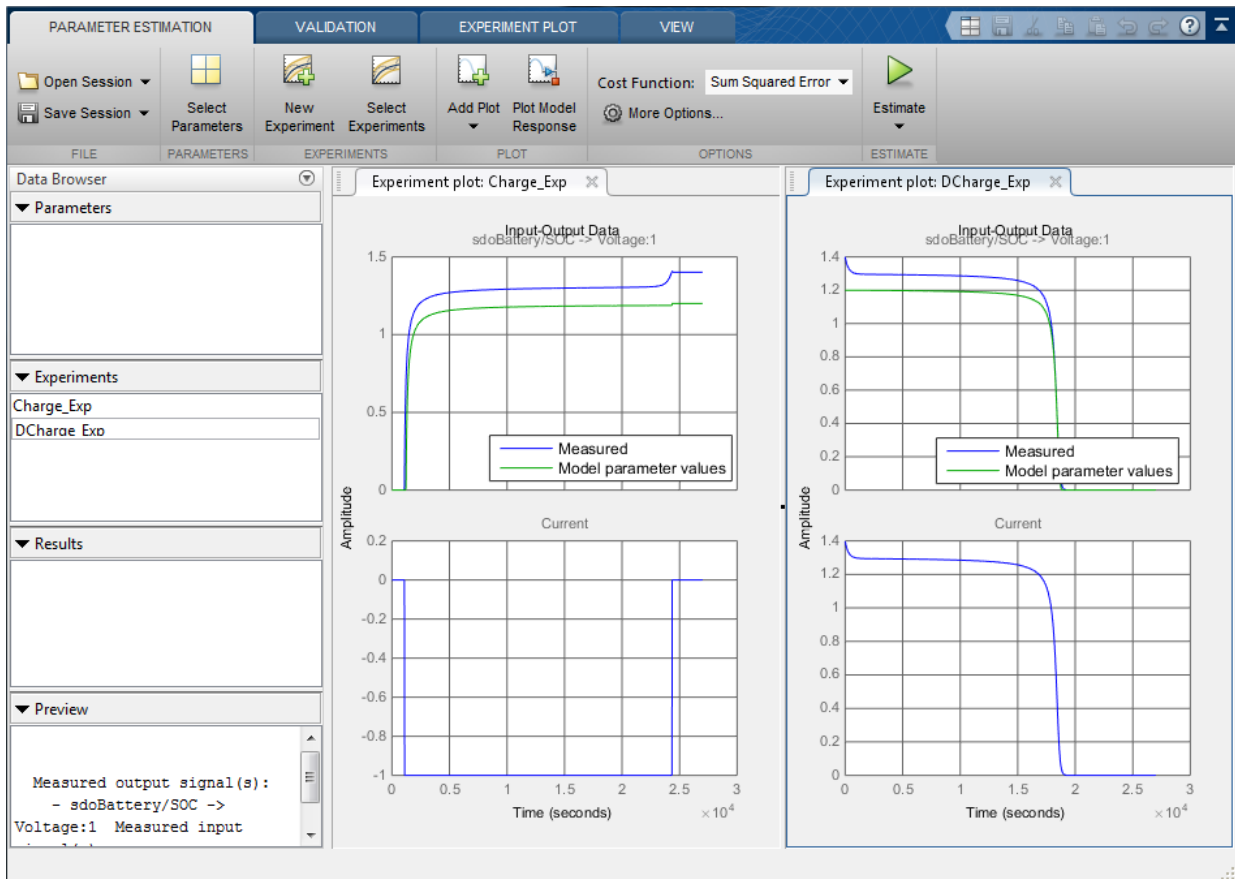 PARAMETER ESTIMATION
VALIDATION
EXPERIMENT PLOT
VIEW
?
Open Session
Save Session
Select
Parameters
New
Experiment
Select
Experiments
Add Plot
Plot Model
Response
Cost Function: Sum Squared Error
More Options...
Estimate
FILE
PARAMETERS
EXPERIMENTS
PLOT
OPTIONS
ESTIMATE
Data Browser
Parameters
Experiments
Charge_Exp
DCharge_Exp
Results
Preview
Measured output signal(s):
- sdoBattery/SOC ->
Voltage:1 Measured input
Experiment plot: Charge_Exp
Input-Output Data
sdoBattery/SOC -> Voltage:1
1.5
1
0.5
0
Measured
Model parameter values
Amplitude
Current
0.2
0
-0.2
-0.4
-0.6
-0.8
-1
0 0.5 1 1.5 2 2.5 3
Time (seconds)
×10⁴
Experiment plot: DCharge_Exp
Input-Output Data
sdoBattery/SOC -> Voltage:1
1.4
1.2
1
0.8
0.6
0.4
0.2
0
Measured
Model parameter values
Amplitude
Current
1.4
1.2
1
0.8
0.6
0.4
0.2
0
0 0.5 1 1.5 2 2.5 3
Time (seconds)
×10⁴